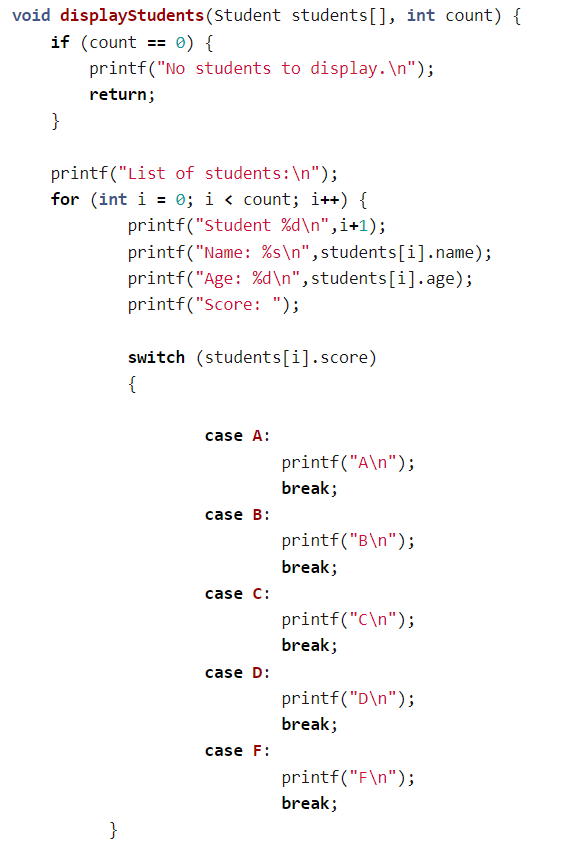 void displayStudents(Student students[], int count) {
    if (count == 0) {
        printf("No students to display.\n");
        return;
    }

    printf("List of students:\n");
    for (int i = 0; i < count; i++) {
            printf("Student %d\n",i+1);
            printf("Name: %s\n",students[i].name);
            printf("Age: %d\n",students[i].age);
            printf("Score: ");

            switch (students[i].score)
            {

                    case A:
                            printf("A\n");
                            break;
                    case B:
                            printf("B\n");
                            break;
                    case C:
                            printf("C\n");
                            break;
                    case D:
                            printf("D\n");
                            break;
                    case F:
                            printf("F\n");
                            break;
          }